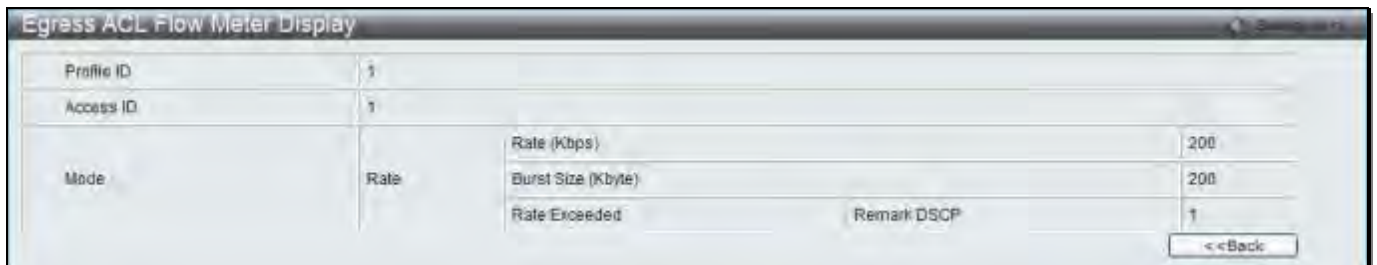 Egress ACL Flow Meter Display
Profile ID 1
Access ID 1
Mode Rate Rate (Kbps) 200
Burst Size (Kbyte) 200
Rate Exceeded Remark DSCP 1
<<Back